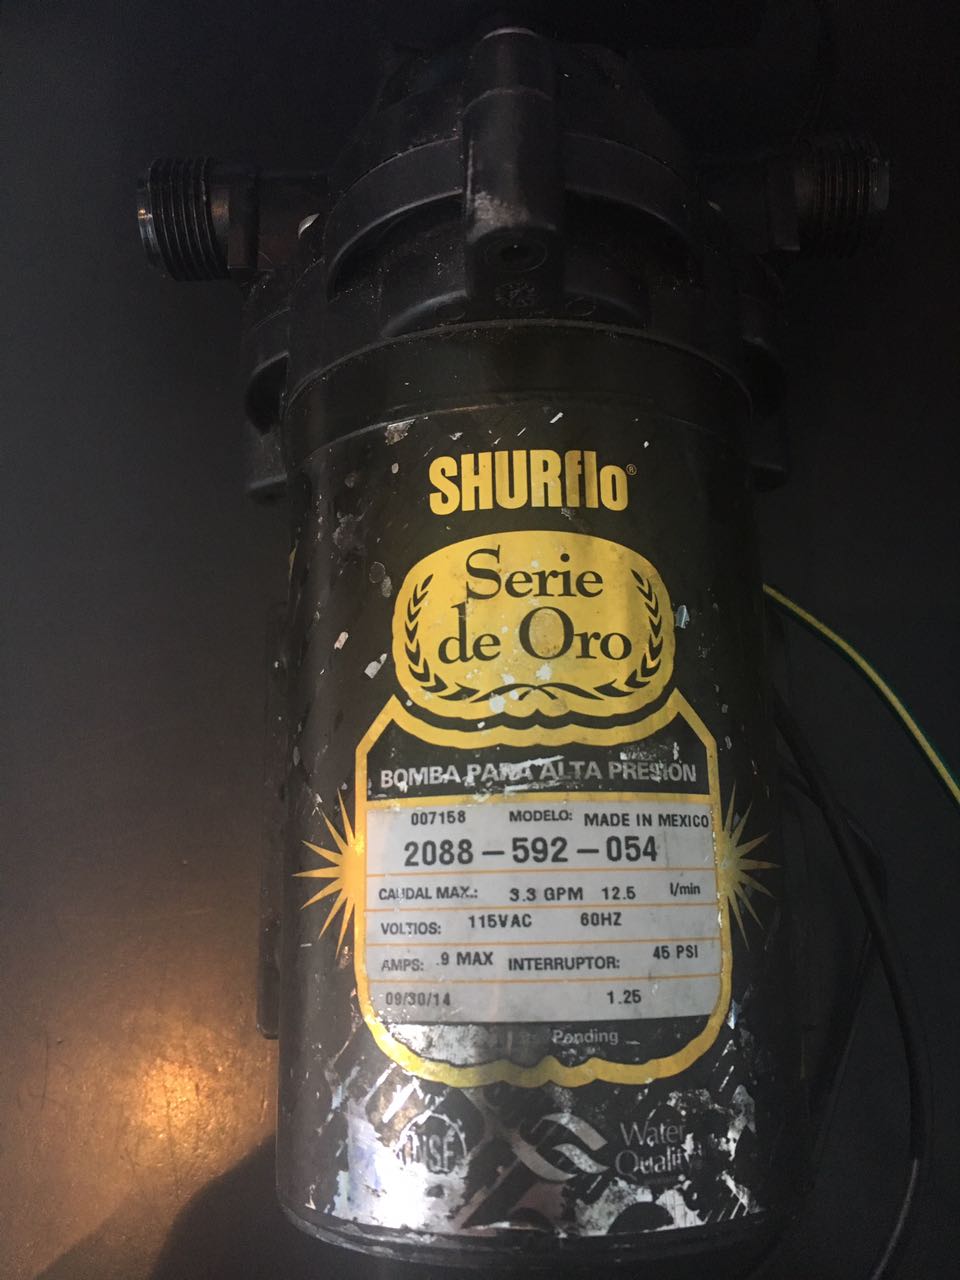 SHURflo®
Serie
de Oro
BOMBA PARA ALTA PRESION
007158 MODELO: MADE IN MEXICO
2088-592-054
CAUDAL MAX.: 3.3 GPM 12.5 l/min
VOLTIOS: 115VAC 60HZ
AMPS: .9 MAX INTERRUPTOR: 45 PSI
09/30/14 1.25
Pending
NSF
Water
Quality